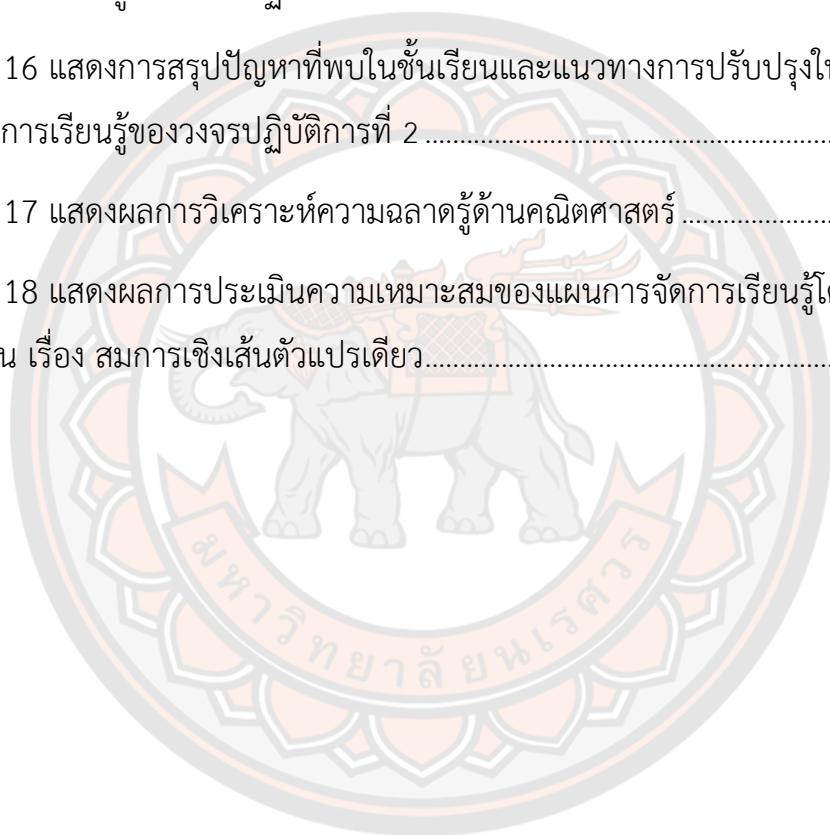 16 แสดงการสรุปปัญหาที่พบในชั้นเรียนและแนวทางการปรับปรุงใน
การเรียนรู้ของวงจรปฏิบัติการที่ 2 ........................................................................
17 แสดงผลการวิเคราะห์ความฉลาดรู้ด้านคณิตศาสตร์ ........................
18 แสดงผลการประเมินความเหมาะสมของแผนการจัดการเรียนรู้โด
น เรื่อง สมการเชิงเส้นตัวแปรเดียว........................................................................
มหาวิทยาลัยนเรศวร